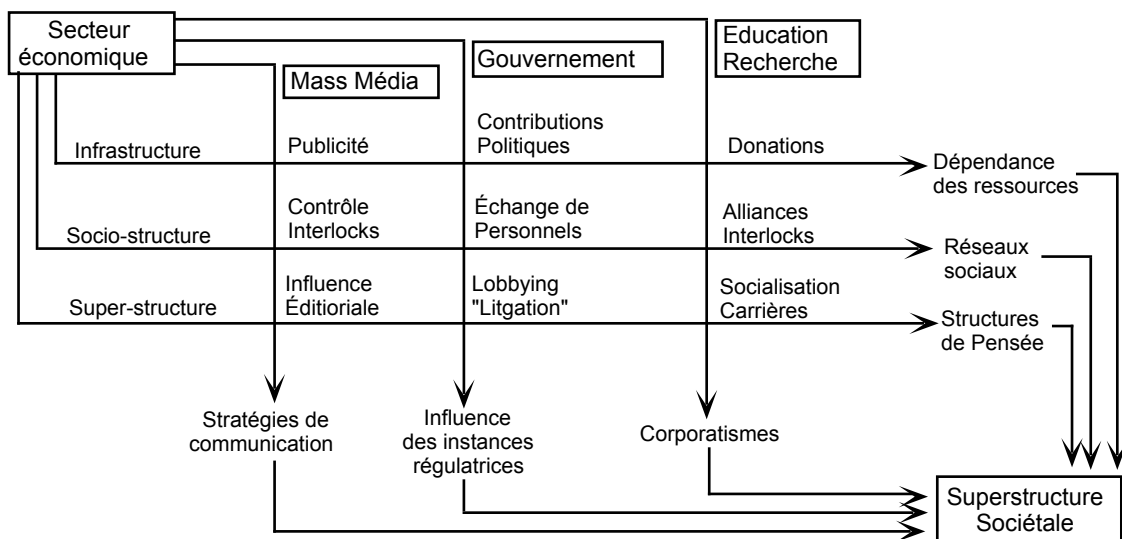 Secteur
économique
Mass Média
Gouvernement
Education
Recherche
Infrastructure
Publicité
Contributions
Politiques
Donations
Dépendance
des ressources
Socio-structure
Contrôle
Interlocks
Échange de
Personnels
Alliances
Interlocks
Réseaux
sociaux
Super-structure
Influence
Éditioriale
Lobbying
"Litgation"
Socialisation
Carrières
Structures
de Pensée
Stratégies de
communication
Influence
des instances
régulatrices
Corporatismes
Superstructure
Sociétale